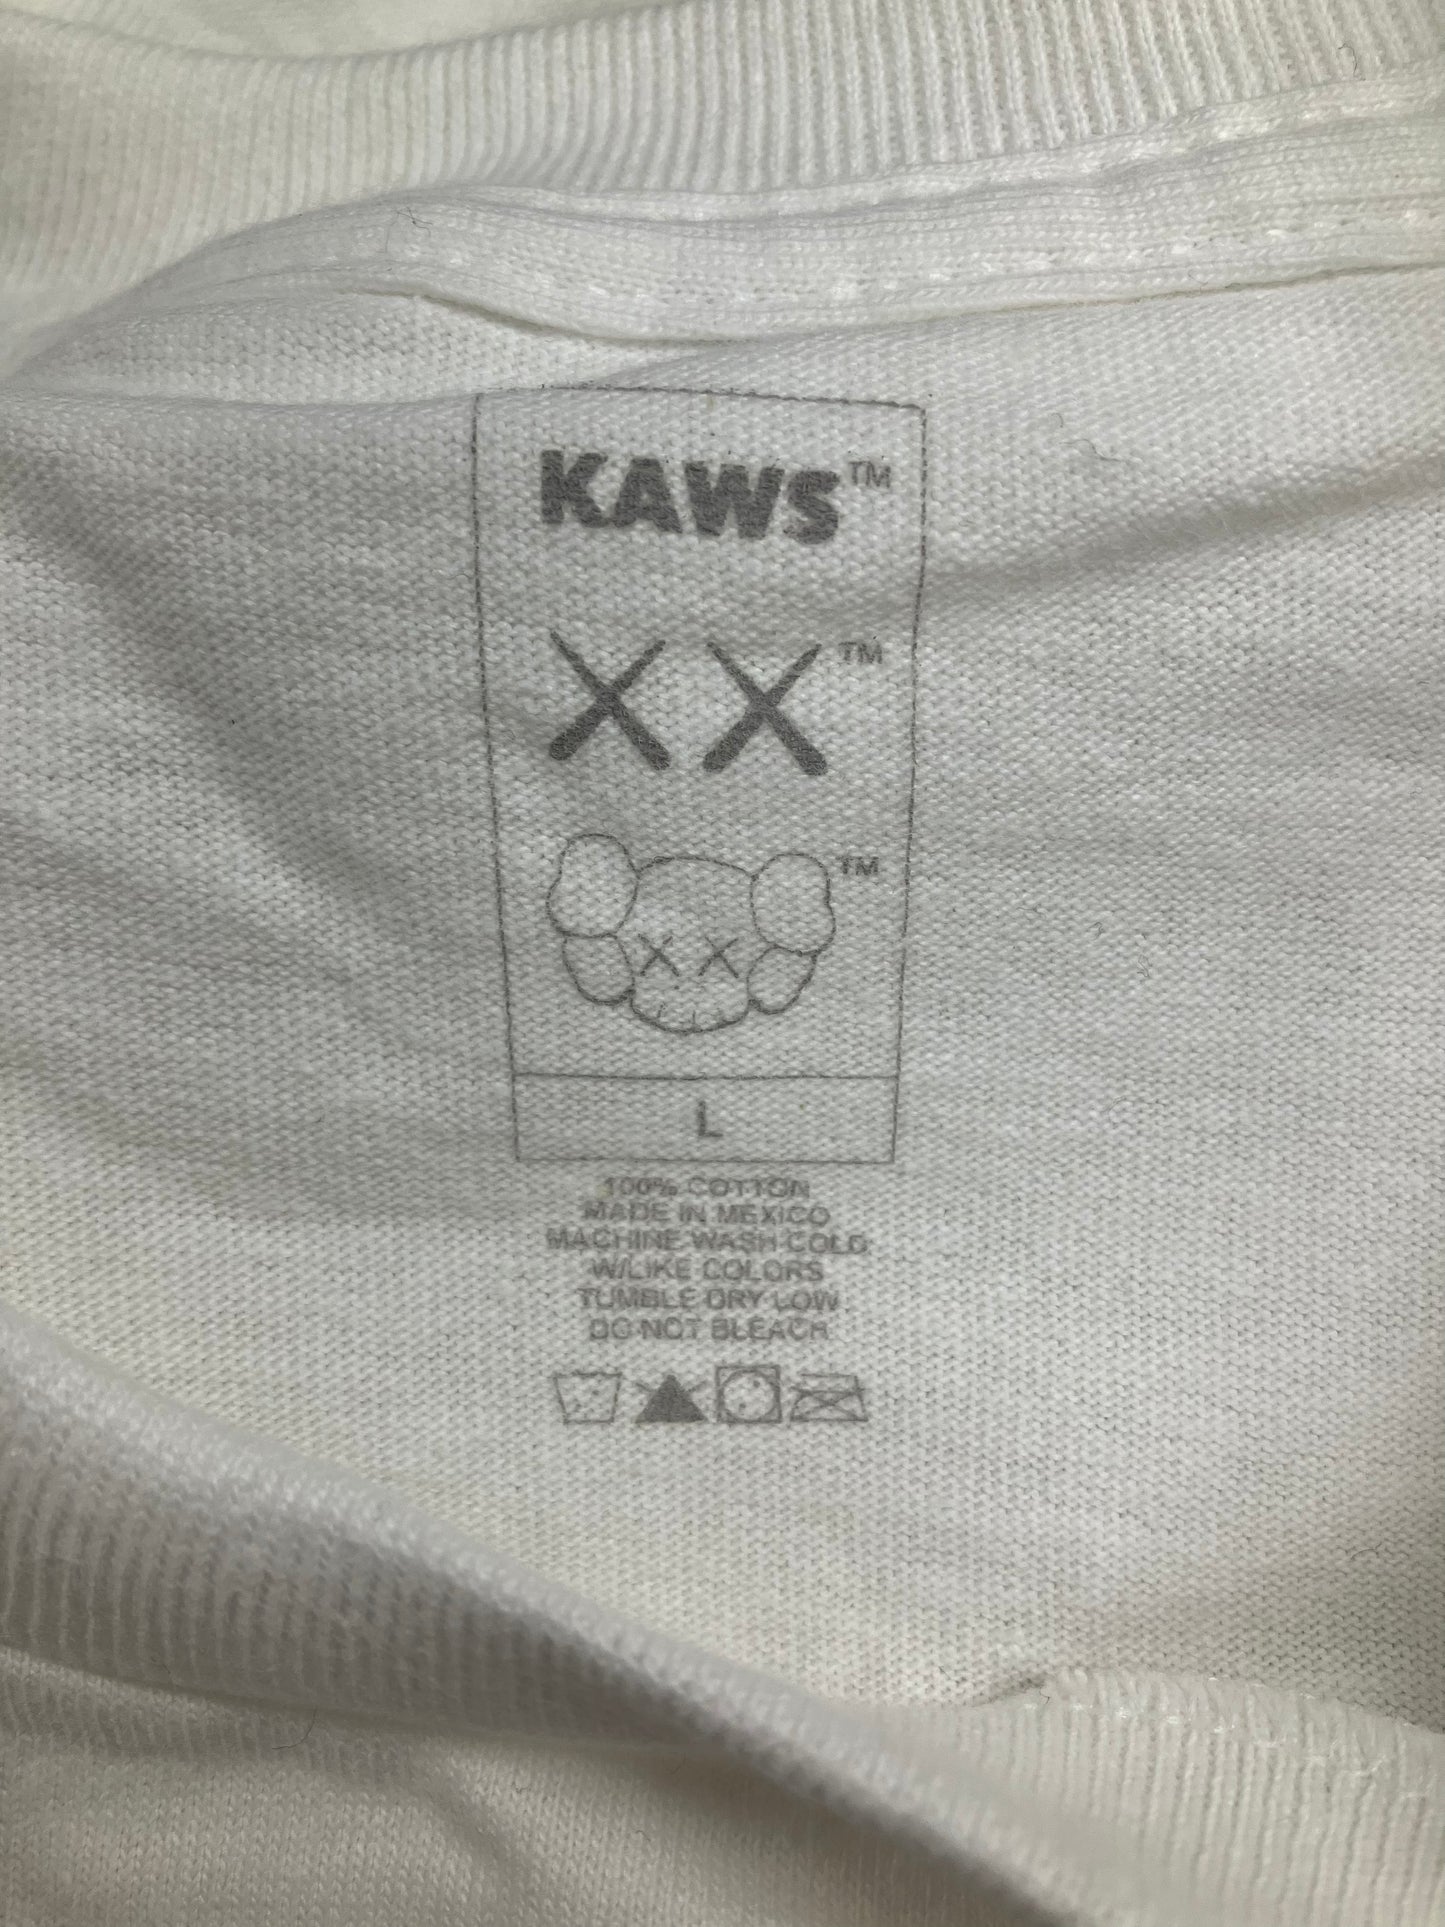 KAWS™
XX™
™
XX
L
100% COTTON
MADE IN MEXICO
MACHINE WASH COLD
W/LIKE COLORS
TUMBLE DRY LOW
DO NOT BLEACH